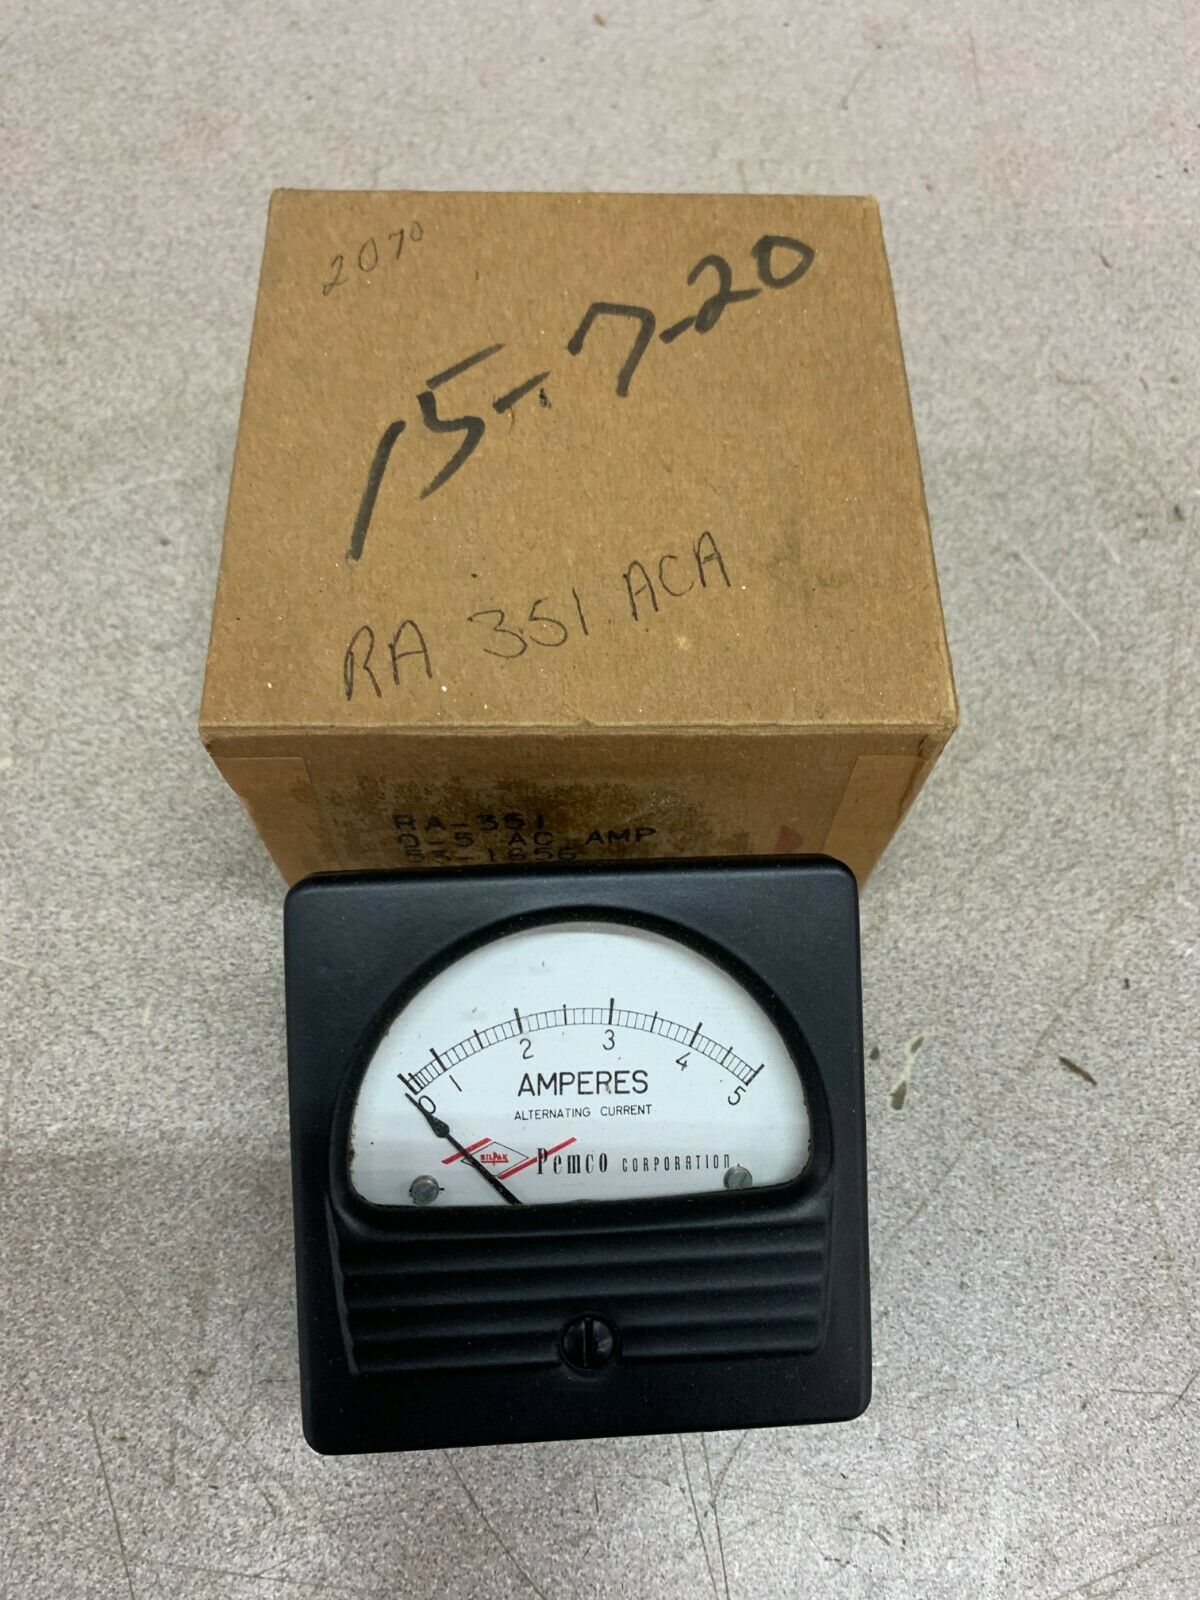 2070
15-7-20
RA 351 ACA
RA-351
0-5 AC AMP
0 1 2 3 4 5
AMPERES
ALTERNATING CURRENT
Pemco CORPORATION